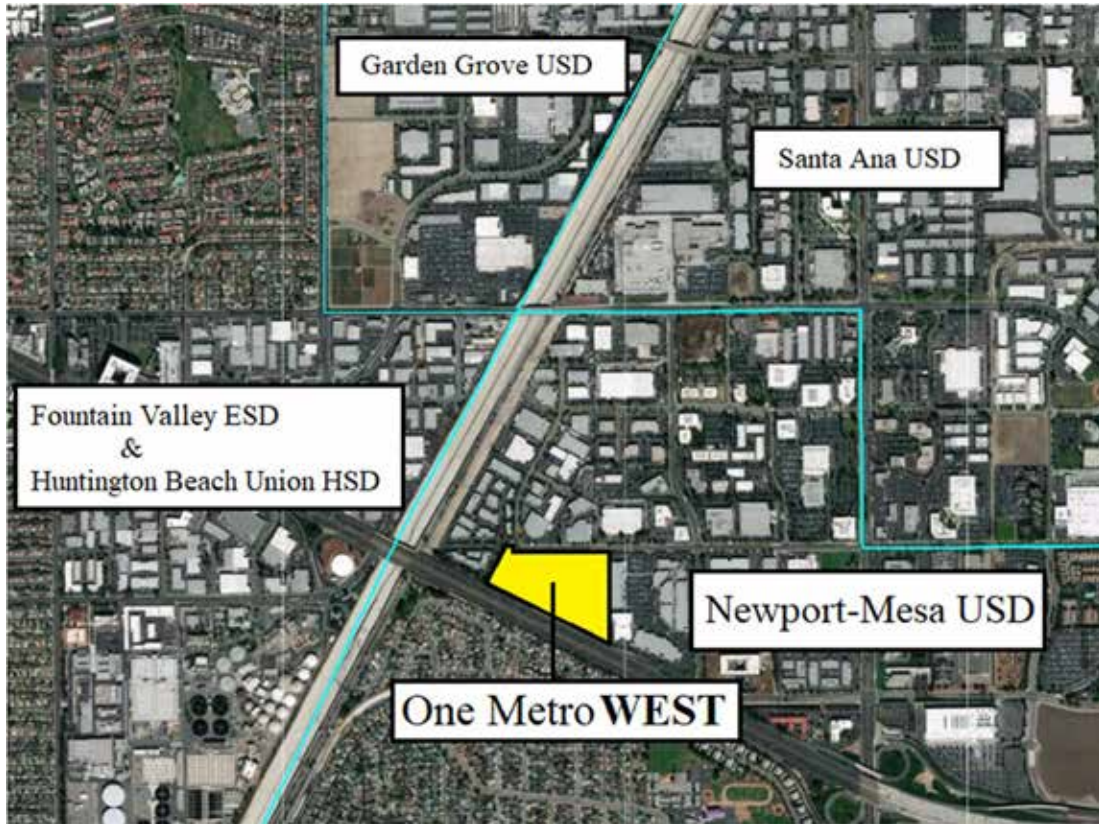 Garden Grove USD
Santa Ana USD
Fountain Valley ESD
&
Huntington Beach Union HSD
Newport-Mesa USD
One Metro WEST